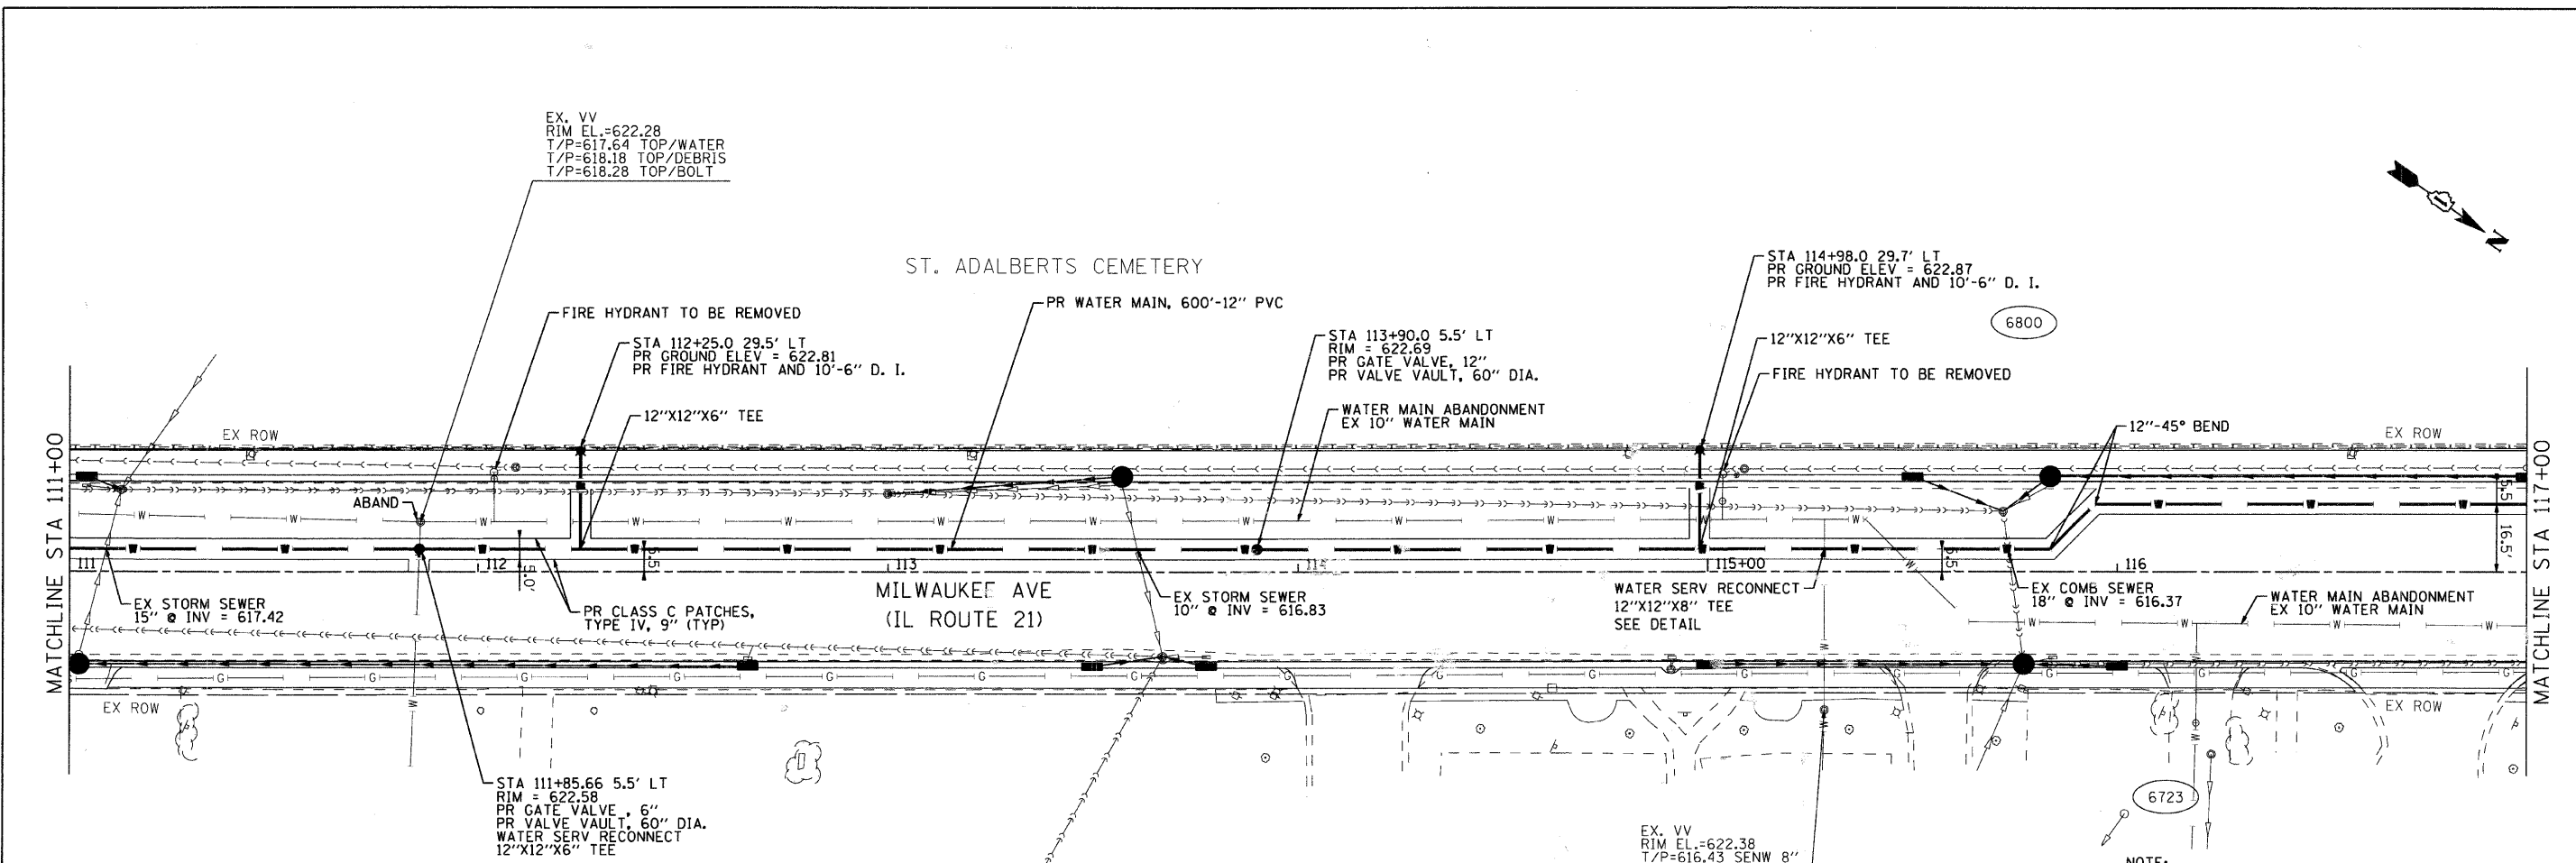 EX. VV
RIM EL.=622.28
T/P=617.64 TOP/WATER
T/P=618.18 TOP/DEBRIS
T/P=618.28 TOP/BOLT
N
ST. ADALBERTS CEMETERY
STA 114+98.0 29.7' LT
PR GROUND ELEV = 622.87
PR FIRE HYDRANT AND 10'-6" D. I.
6800
FIRE HYDRANT TO BE REMOVED
PR WATER MAIN, 600'-12" PVC
STA 112+25.0 29.5' LT
PR GROUND ELEV = 622.81
PR FIRE HYDRANT AND 10'-6" D. I.
STA 113+90.0 5.5' LT
RIM = 622.69
PR GATE VALVE, 12"
PR VALVE VAULT, 60" DIA.
12"X12"X6" TEE
FIRE HYDRANT TO BE REMOVED
12"X12"X6" TEE
WATER MAIN ABANDONMENT
EX 10" WATER MAIN
12"-45° BEND
EX ROW
EX ROW
MATCHLINE STA 111+00
MATCHLINE STA 117+00
ABAND
W W W W W W W W W W W W
5.5'
16.5'
111
112
113
114
115+00
116
5.0'
5.5'
5.5'
EX STORM SEWER
15" @ INV = 617.42
PR CLASS C PATCHES,
TYPE IV, 9" (TYP)
MILWAUKEE AVE
(IL ROUTE 21)
EX STORM SEWER
10" @ INV = 616.83
WATER SERV RECONNECT
12"X12"X8" TEE
SEE DETAIL
EX COMB SEWER
18" @ INV = 616.37
WATER MAIN ABANDONMENT
EX 10" WATER MAIN
W W W W
G G G G G G G G G G G G G G G
EX ROW
EX ROW
STA 111+85.66 5.5' LT
RIM = 622.58
PR GATE VALVE , 6"
PR VALVE VAULT, 60" DIA.
WATER SERV RECONNECT
12"X12"X6" TEE
6723
EX. VV
RIM EL.=622.38
T/P=616.43 SENW 8"
NOTE: